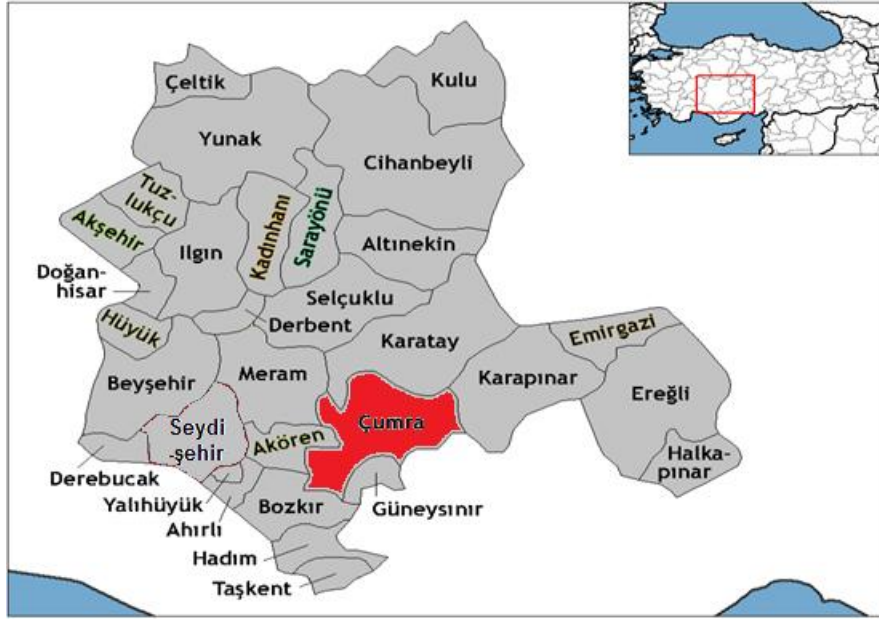 Çeltik
Kulu
Yunak
Cihanbeyli
Tuz-
lukçu
Akşehir
Kadınhanı
Sarayönü
Ilgın
Altınekin
Doğan-
hisar
Selçuklu
Derbent
Hüyük
Karatay
Emirgazi
Beyşehir
Meram
Karapınar
Ereğli
Seydi
-şehir
Akören
Çumra
Halka-
pınar
Derebucak
Yalıhüyük
Ahırlı
Bozkır
Güneysınır
Hadım
Taşkent